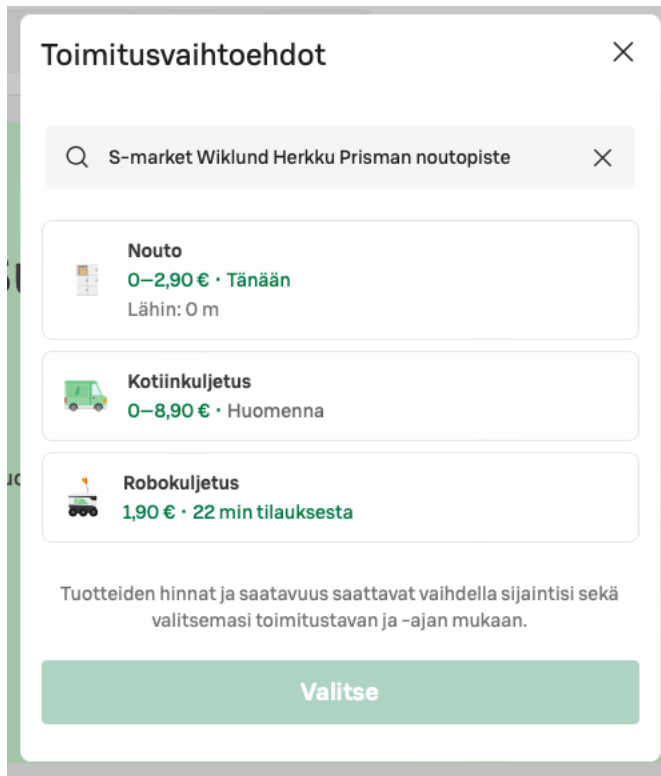 Toimitusvaihtoehdot
S-market Wiklund Herkku Prisman noutopiste
Nouto
0–2,90 € · Tänään
Lähin: 0 m
Kotiinkuljetus
0–8,90 € · Huomenna
Robokuljetus
1,90 € · 22 min tilauksesta
Tuotteiden hinnat ja saatavuus saattavat vaihdella sijaintisi sekä
valitsemasi toimitustavan ja -ajan mukaan.
Valitse